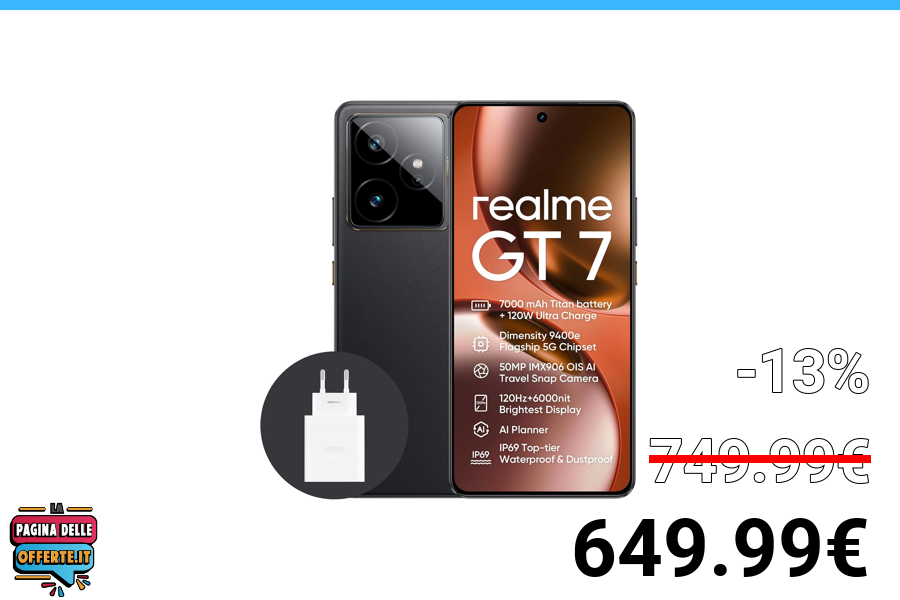 realme
GT 7
7000 mAh Titan battery
+ 120W Ultra Charge
Dimensity 9400e
Flagship 5G Chipset
50MP IMX906 OIS AI
Travel Snap Camera
120Hz+6000nit
Brightest Display
AI
AI Planner
IP69
IP69 Top-tier
Waterproof & Dustproof
-13%
749.99€
649.99€
LA
PAGINA DELLE
OFFERTE.IT